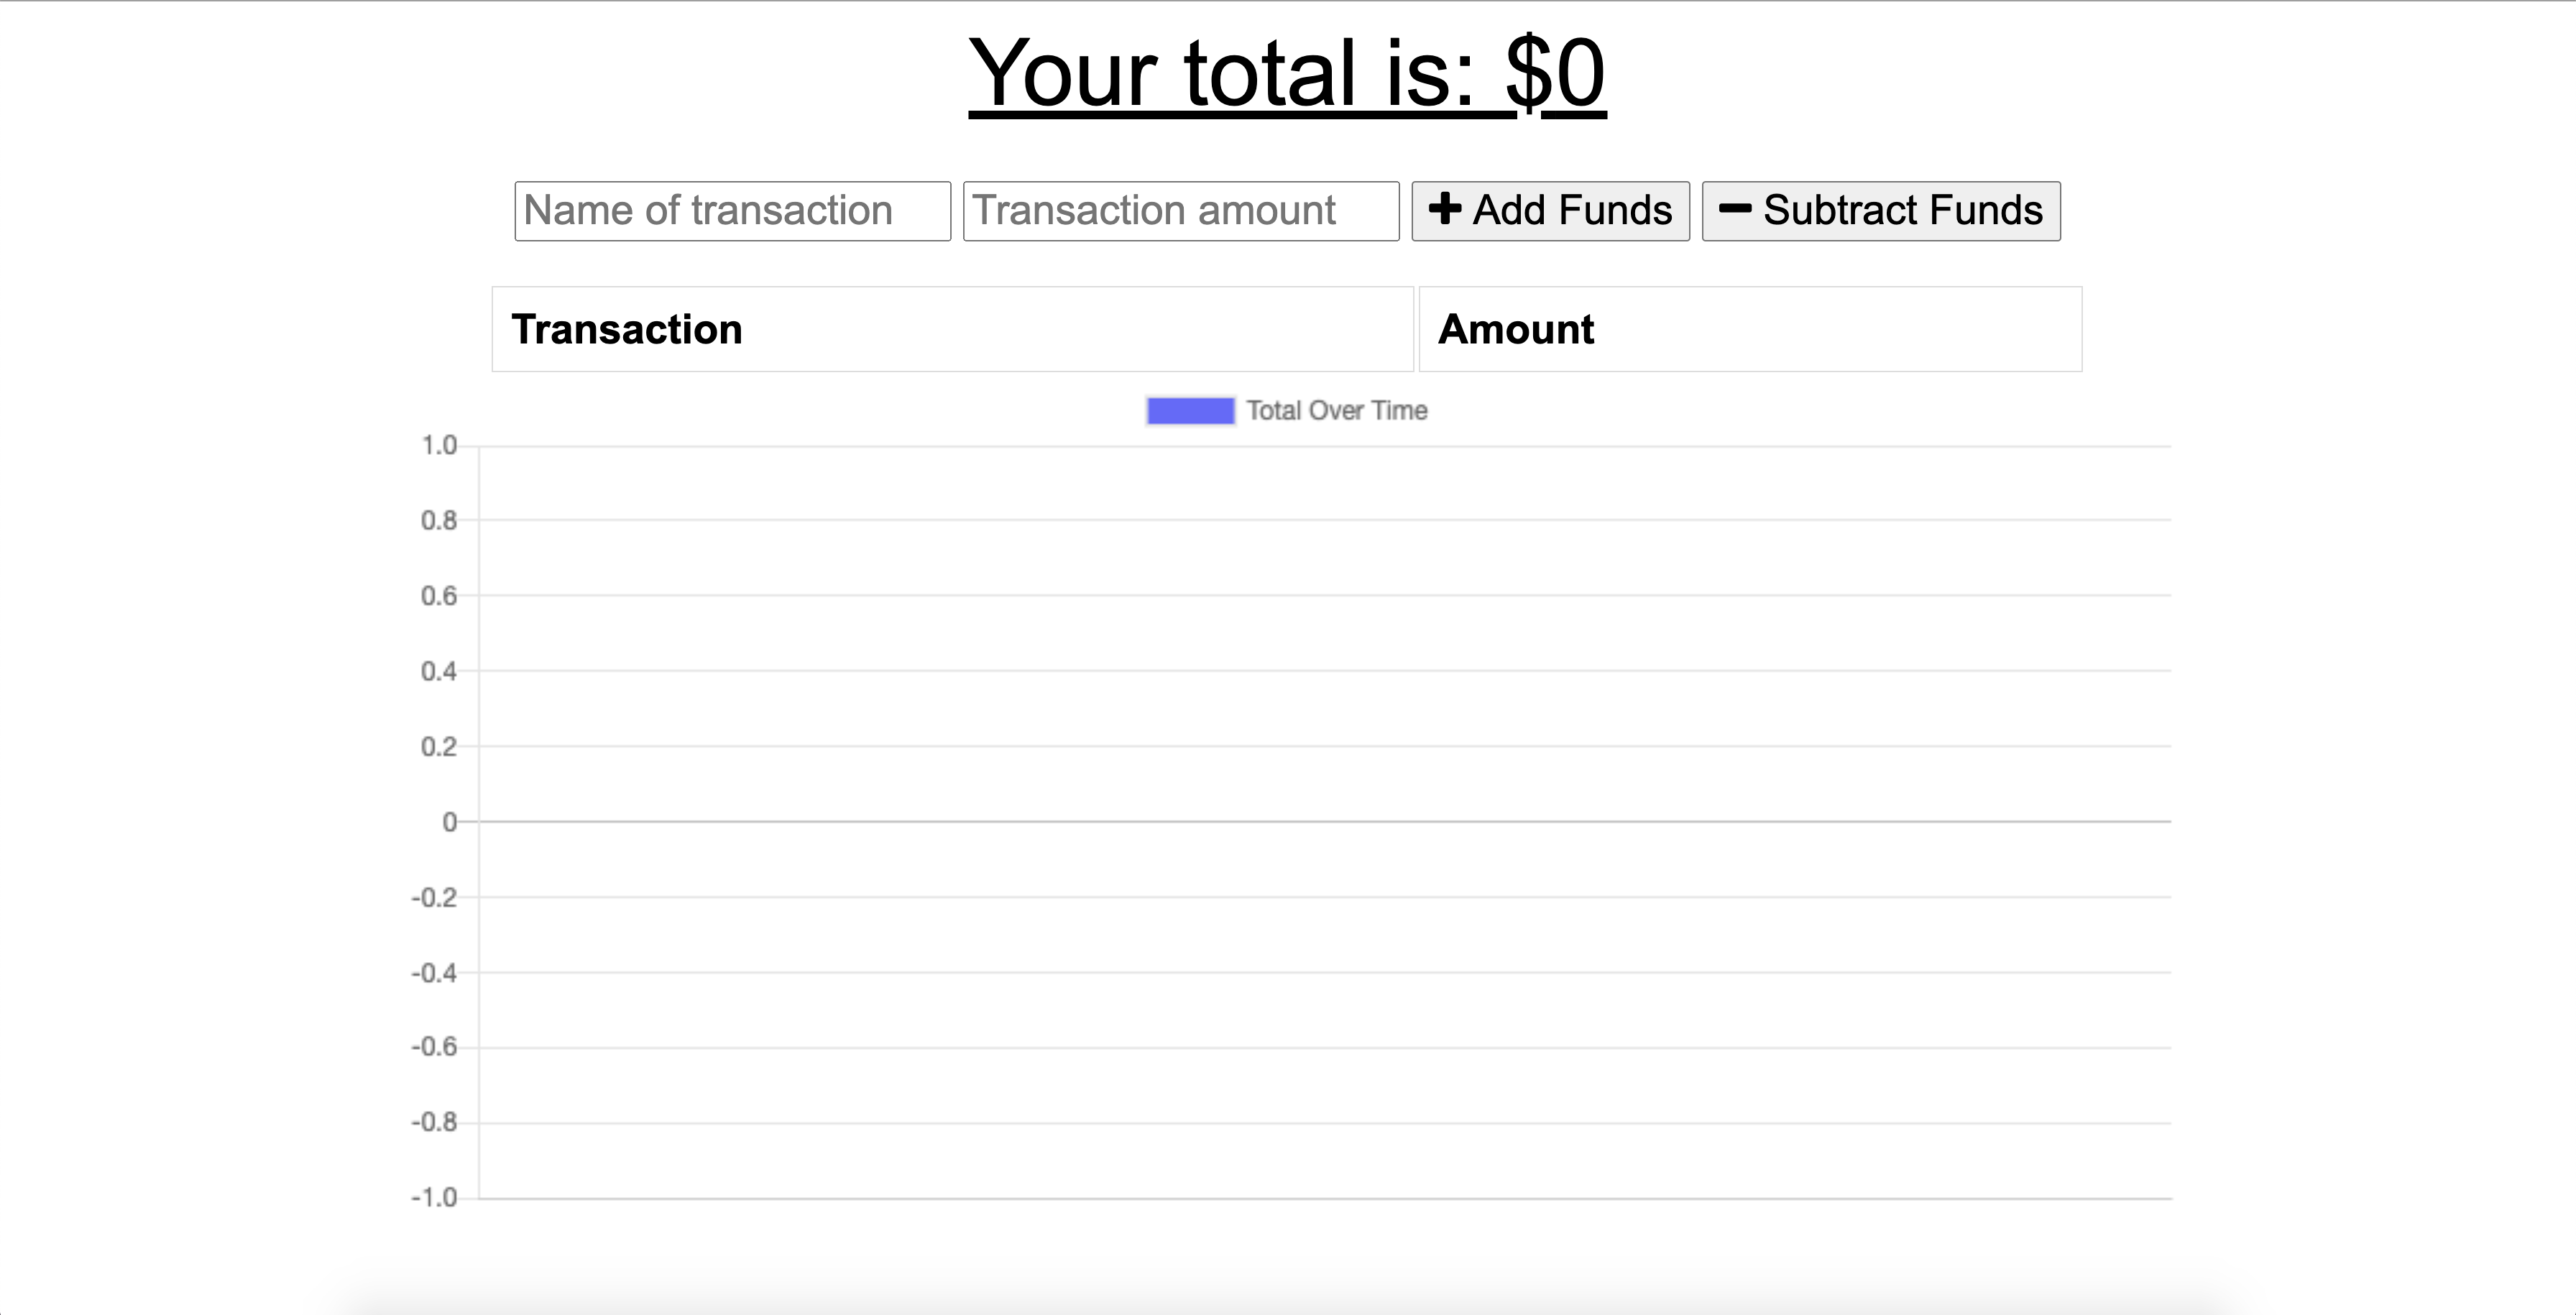 Your total is: $0
Name of transaction Transaction amount + Add Funds − Subtract Funds
Transaction Amount
Total Over Time
1.0
0.8
0.6
0.4
0.2
0
-0.2
-0.4
-0.6
-0.8
-1.0